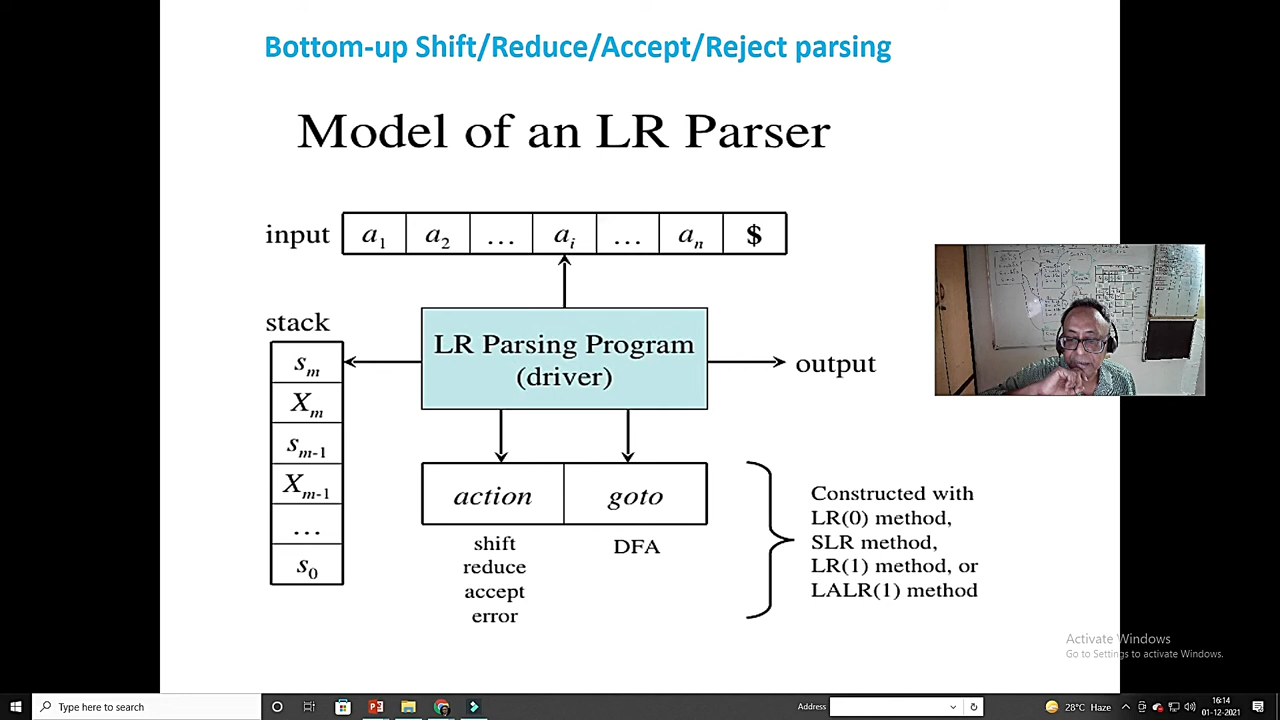 Bottom-up Shift/Reduce/Accept/Reject parsing
Model of an LR Parser
input a1 a2 … ai … an $
stack
sm
Xm
sm-1
Xm-1
…
s0
LR Parsing Program
(driver)
output
action goto
shift
reduce
accept
error
DFA
Constructed with
LR(0) method,
SLR method,
LR(1) method, or
LALR(1) method
Activate Windows
Go to Settings to activate Windows.
Type here to search
Address
28°C Haze
16:14
01-12-2021